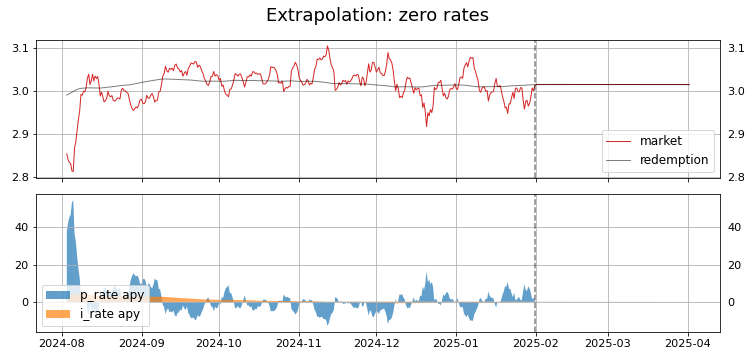 Extrapolation: zero rates
3.1 3.1
3.0 3.0
2.9 2.9
2.8 2.8
market
redemption
40 40
20 20
0 0
p_rate apy
i_rate apy
2024-08 2024-09 2024-10 2024-11 2024-12 2025-01 2025-02 2025-03 2025-04